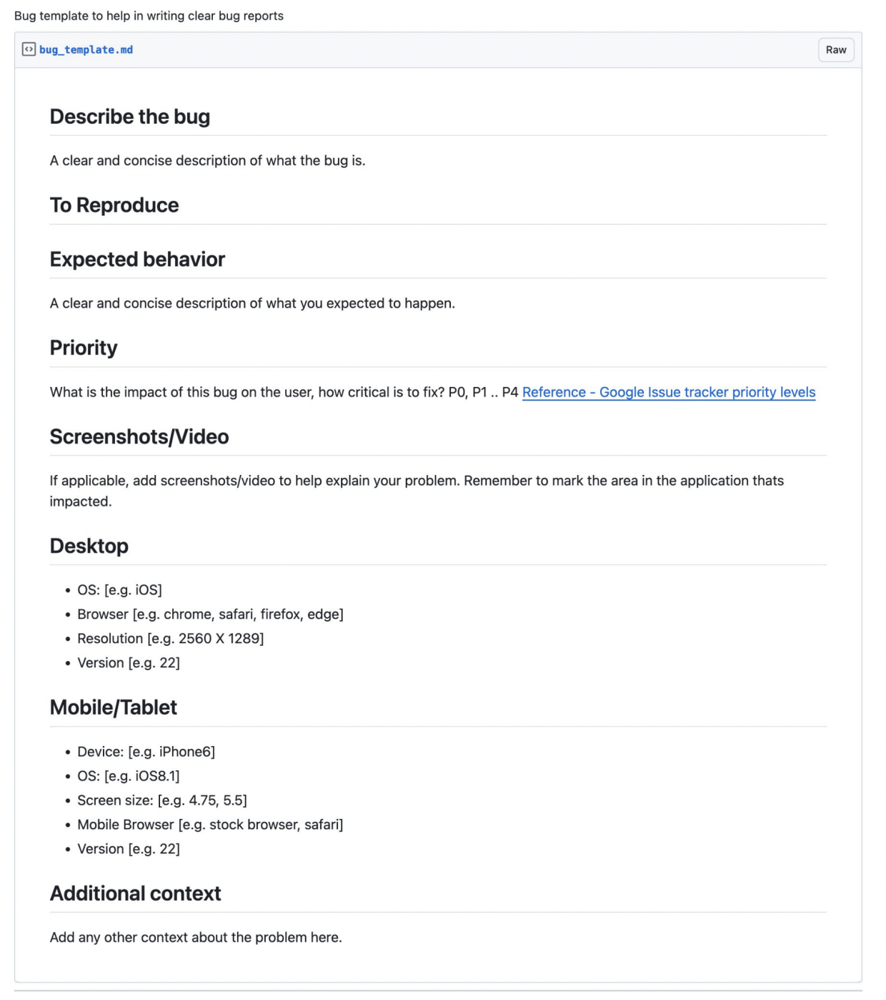 Bug template to help in writing clear bug reports
bug_template.md
Raw
Describe the bug
A clear and concise description of what the bug is.
To Reproduce
Expected behavior
A clear and concise description of what you expected to happen.
Priority
What is the impact of this bug on the user, how critical is to fix? P0, P1 .. P4 Reference - Google Issue tracker priority levels
Screenshots/Video
If applicable, add screenshots/video to help explain your problem. Remember to mark the area in the application thats
impacted.
Desktop
• OS: [e.g. iOS]
• Browser [e.g. chrome, safari, firefox, edge]
• Resolution [e.g. 2560 X 1289]
• Version [e.g. 22]
Mobile/Tablet
• Device: [e.g. iPhone6]
• OS: [e.g. iOS8.1]
• Screen size: [e.g. 4.75, 5.5]
• Mobile Browser [e.g. stock browser, safari]
• Version [e.g. 22]
Additional context
Add any other context about the problem here.